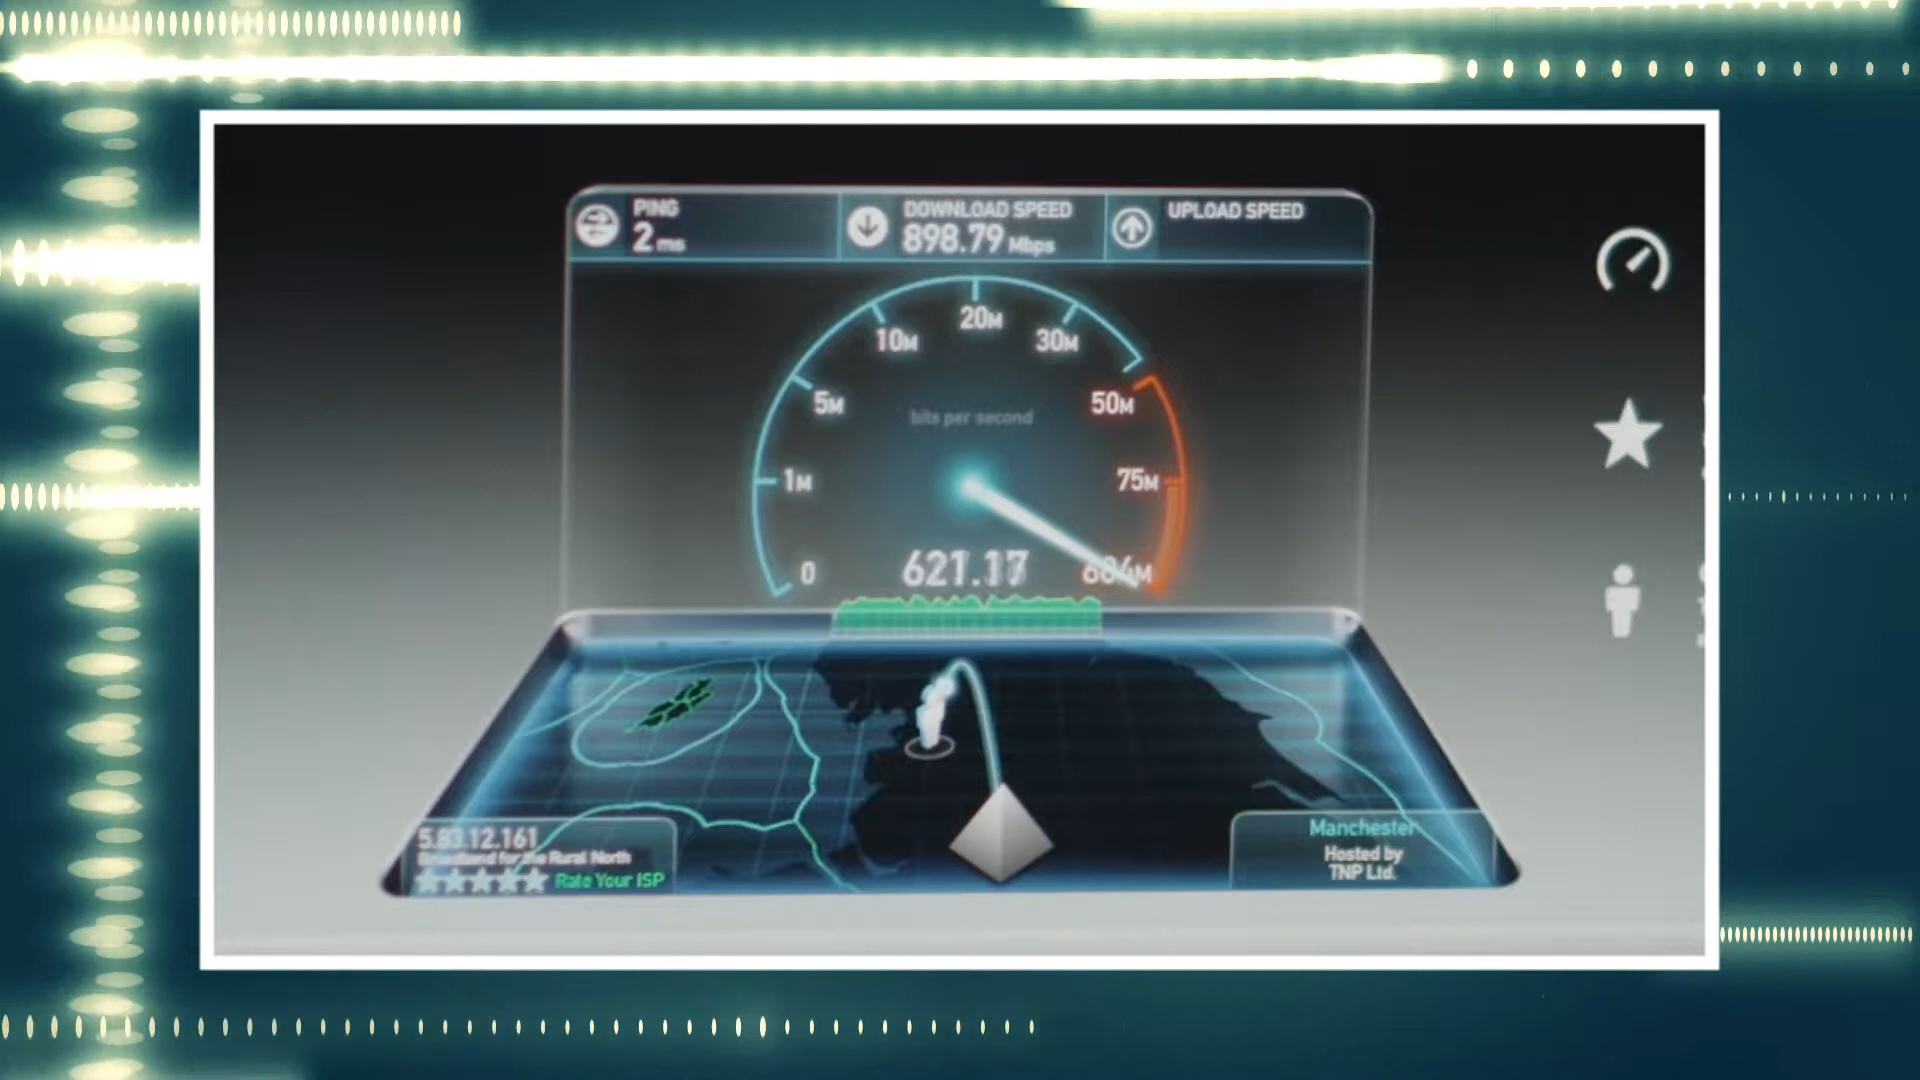 PING
2 ms
DOWNLOAD SPEED
898.79 Mbps
UPLOAD SPEED
20M
10M
30M
5M
50M
bits per second
1M
75M
0
621.17
5.83.12.161
Broadband for the Rural North
Rate Your ISP
Manchester
Hosted by
TNP Ltd.